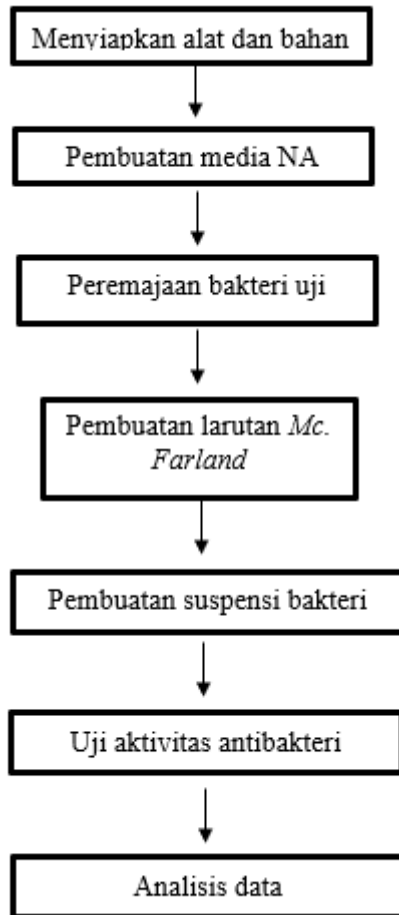 Menyiapkan alat dan bahan
Pembuatan media NA
Peremajaan bakteri uji
Pembuatan larutan Mc.
Farland
Pembuatan suspensi bakteri
Uji aktivitas antibakteri
Analisis data